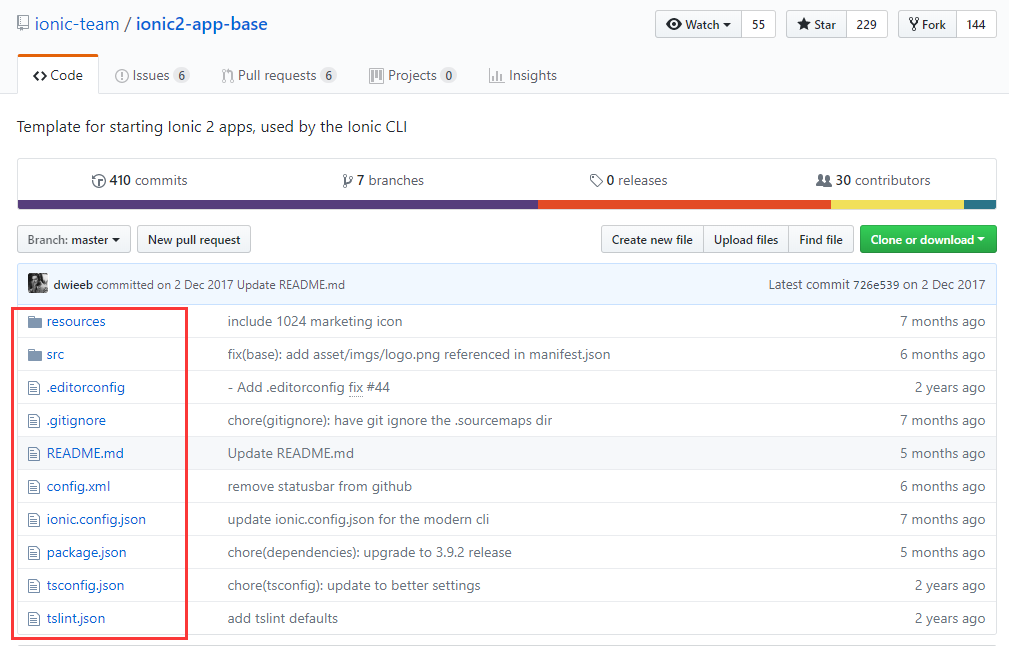 ionic-team / ionic2-app-base Watch 55 Star 229 Fork 144
Code Issues 6 Pull requests 6 Projects 0 Insights
Template for starting Ionic 2 apps, used by the Ionic CLI
410 commits 7 branches 0 releases 30 contributors
Branch: master New pull request Create new file Upload files Find file Clone or download
dwieeb committed on 2 Dec 2017 Update README.md Latest commit 726e539 on 2 Dec 2017
resources include 1024 marketing icon 7 months ago
src fix(base): add asset/imgs/logo.png referenced in manifest.json 6 months ago
.editorconfig - Add .editorconfig fix #44 2 years ago
.gitignore chore(gitignore): have git ignore the .sourcemaps dir 7 months ago
README.md Update README.md 5 months ago
config.xml remove statusbar from github 6 months ago
ionic.config.json update ionic.config.json for the modern cli 7 months ago
package.json chore(dependencies): upgrade to 3.9.2 release 5 months ago
tsconfig.json chore(tsconfig): update to better settings 2 years ago
tslint.json add tslint defaults 2 years ago